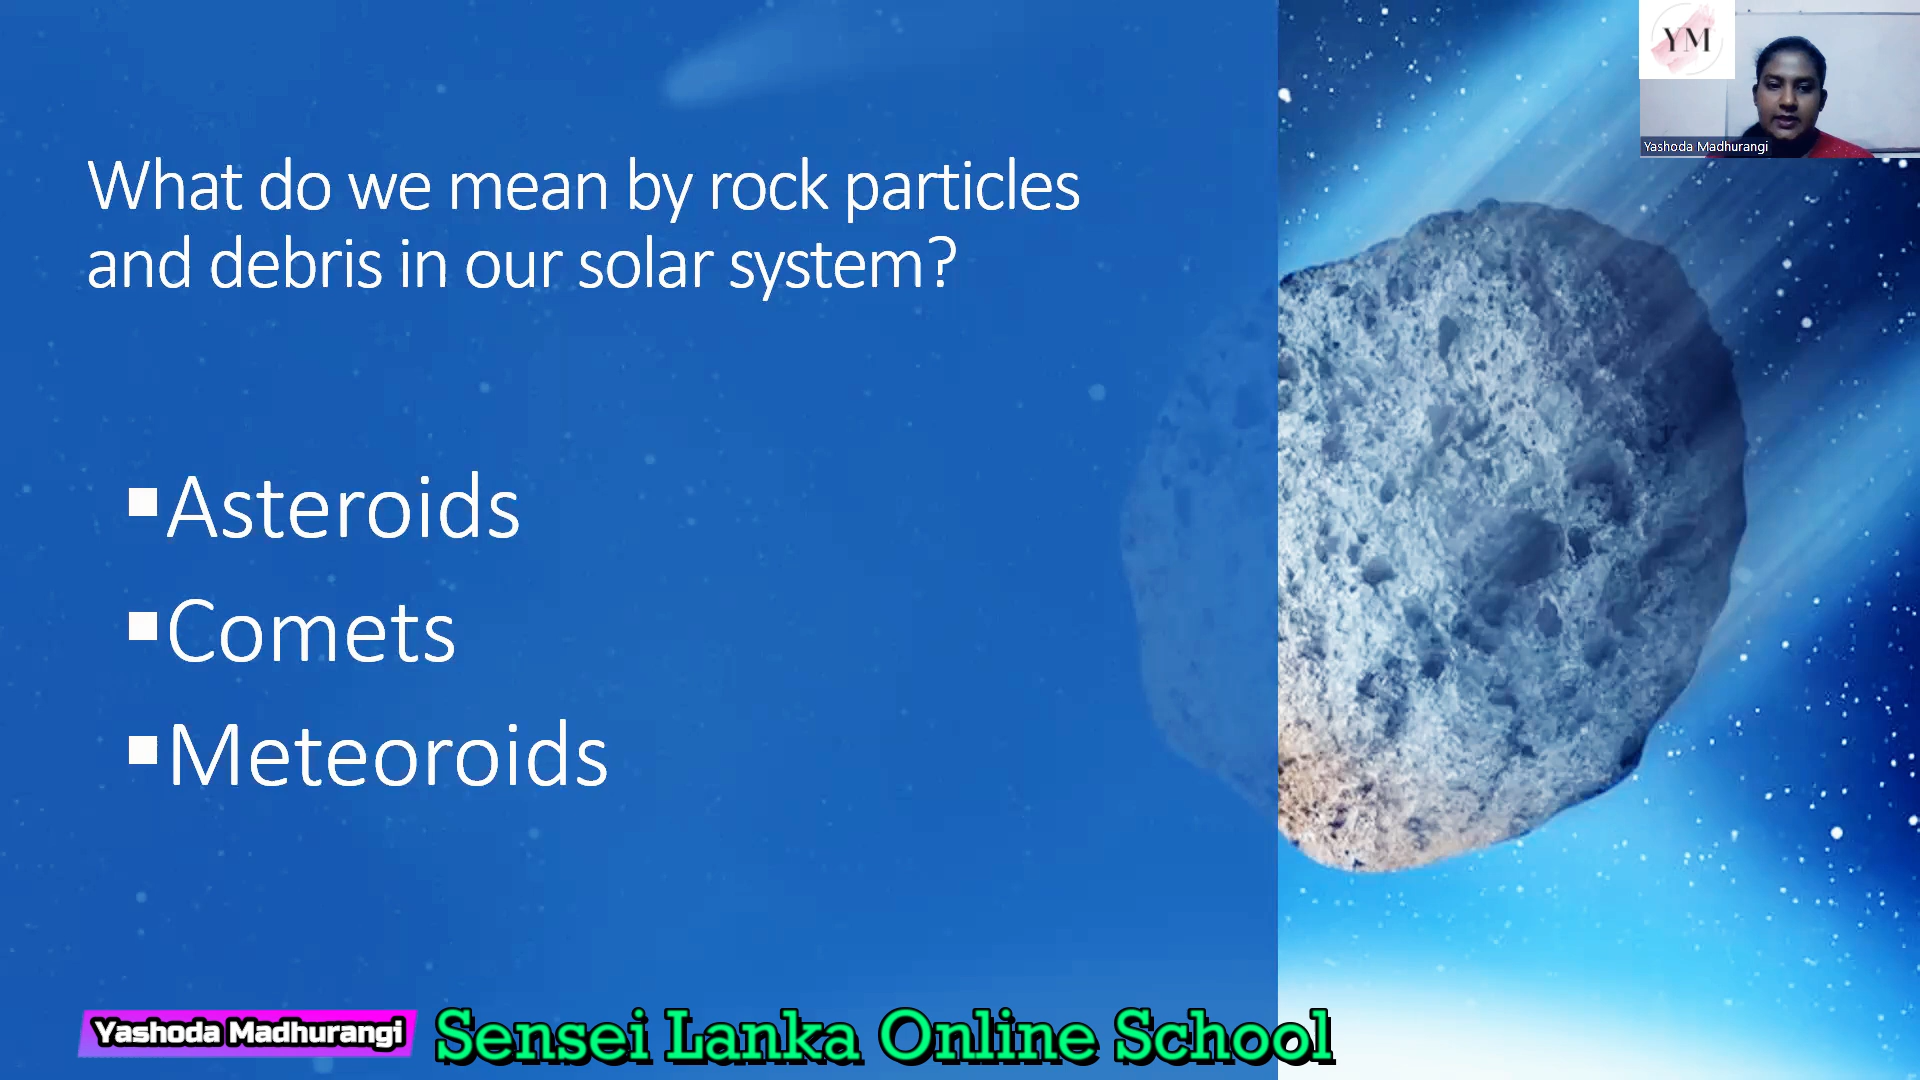 What do we mean by rock particles
and debris in our solar system?
▪Asteroids
▪Comets
▪Meteoroids
YM
Yashoda Madhurangi
Yashoda Madhurangi
Sensei Lanka Online School